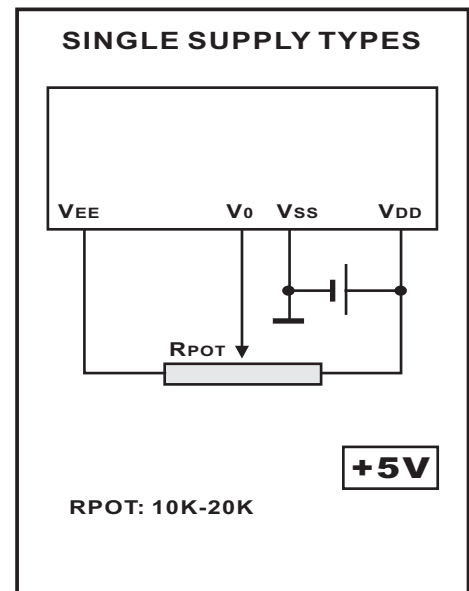 SINGLE SUPPLY TYPES
VEE V0 VSS VDD
RPOT
+5V
RPOT: 10K-20K